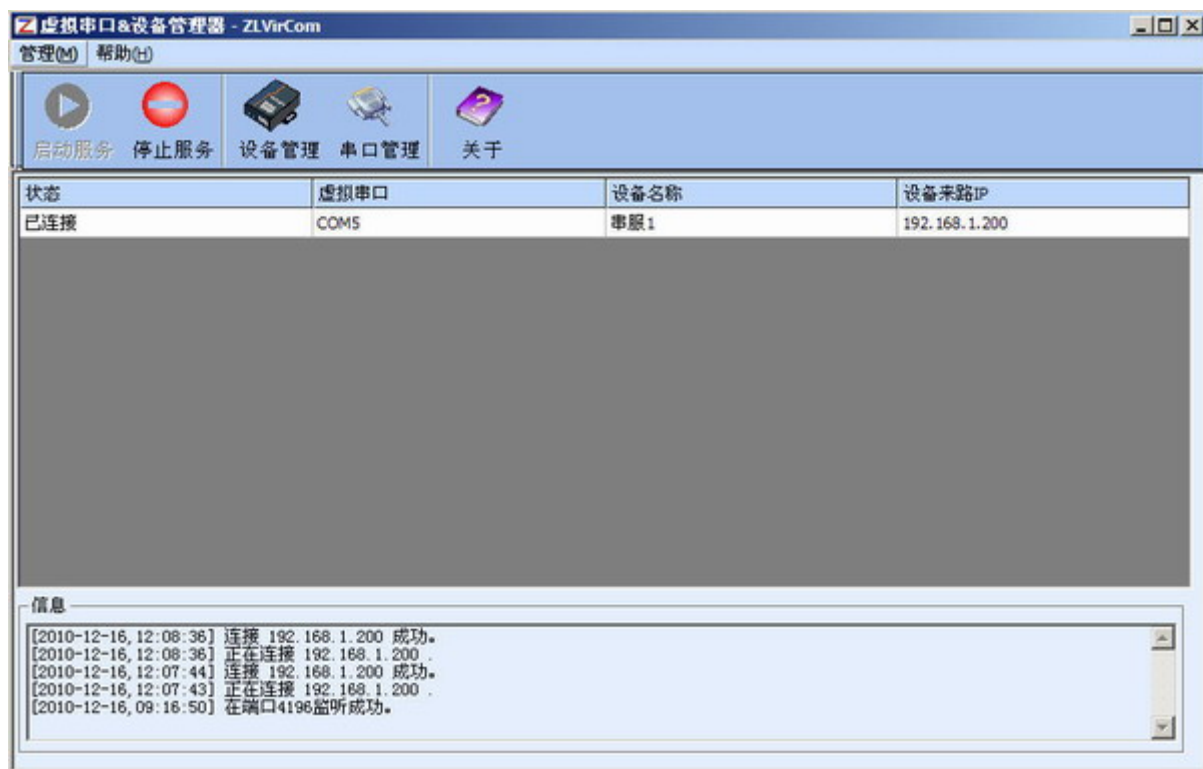 虚拟串口&设备管理器 - ZLVirCom
管理(M) 帮助(H)
启动服务 停止服务 设备管理 串口管理 关于
状态 虚拟串口 设备名称 设备来路IP
已连接 COM5 串服1 192.168.1.200
信息
[2010-12-16,12:08:36] 连接 192.168.1.200 成功。
[2010-12-16,12:08:36] 正在连接 192.168.1.200 .
[2010-12-16,12:07:44] 连接 192.168.1.200 成功。
[2010-12-16,12:07:43] 正在连接 192.168.1.200 .
[2010-12-16,09:16:50] 在端口4196监听成功。